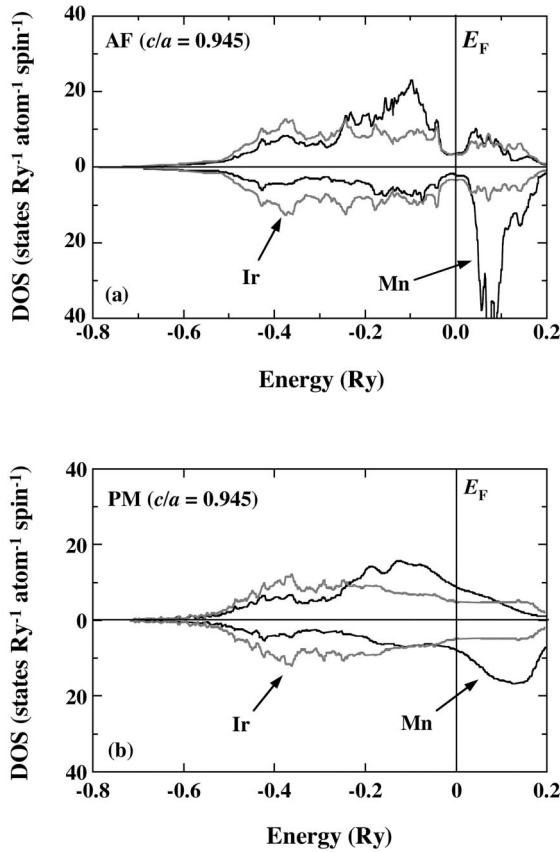 AF (c/a = 0.945)
E_F
40
20
0
20
40
DOS (states Ry⁻¹ atom⁻¹ spin⁻¹)
Ir
Mn
(a)
-0.8
-0.6
-0.4
-0.2
0.0
0.2
Energy (Ry)
PM (c/a = 0.945)
E_F
40
20
0
20
40
DOS (states Ry⁻¹ atom⁻¹ spin⁻¹)
Ir
Mn
(b)
-0.8
-0.6
-0.4
-0.2
0
0.2
Energy (Ry)